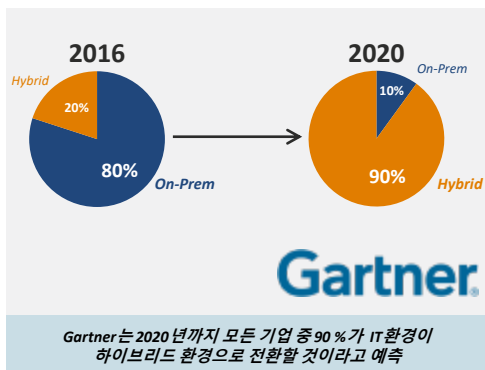 2016
2020
Hybrid
20%
80%
On-Prem
On-Prem
10%
90%
Hybrid
Gartner®
Gartner는 2020년까지 모든 기업 중 90 %가 IT 환경이
하이브리드 환경으로 전환할 것이라고 예측